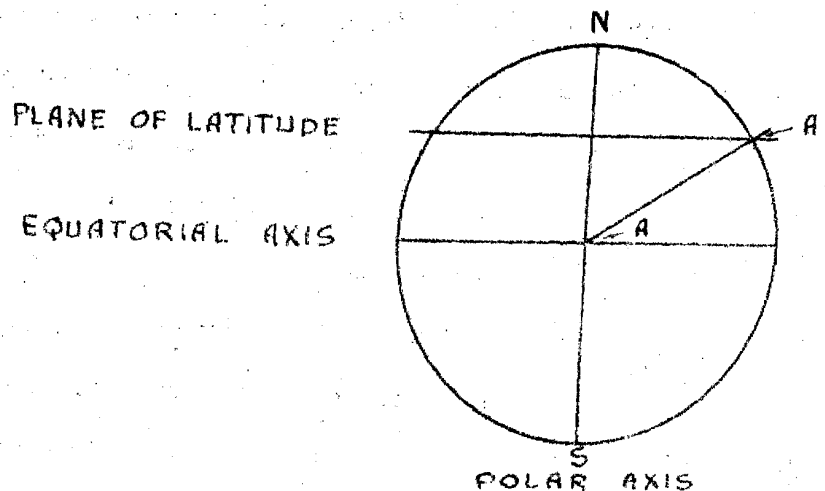 N
PLANE OF LATITUDE
A
EQUATORIAL AXIS
A
S
POLAR AXIS